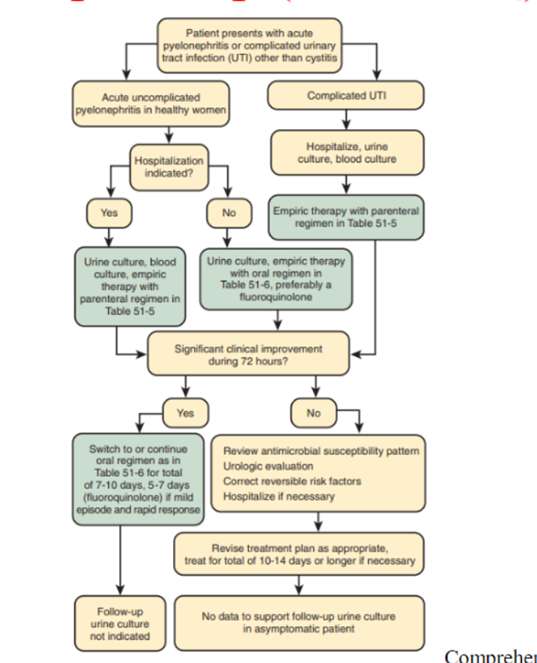 Patient presents with acute
pyelonephritis or complicated urinary
tract infection (UTI) other than cystitis
Acute uncomplicated
pyelonephritis in healthy women
Complicated UTI
Hospitalize, urine
culture, blood culture
Hospitalization
indicated?
Yes
No
Empiric therapy with parenteral
regimen in Table 51-5
Urine culture, blood
culture, empiric
therapy with
parenteral regimen in
Table 51-5
Urine culture, empiric therapy
with oral regimen in
Table 51-6, preferably a
fluoroquinolone
Significant clinical improvement
during 72 hours?
Yes
No
Switch to or continue
oral regimen as in
Table 51-6 for total
of 7-10 days, 5-7 days
(fluoroquinolone) if mild
episode and rapid response
Review antimicrobial susceptibility pattern
Urologic evaluation
Correct reversible risk factors
Hospitalize if necessary
Revise treatment plan as appropriate,
treat for total of 10-14 days or longer if necessary
Follow-up
urine culture
not indicated
No data to support follow-up urine culture
in asymptomatic patient